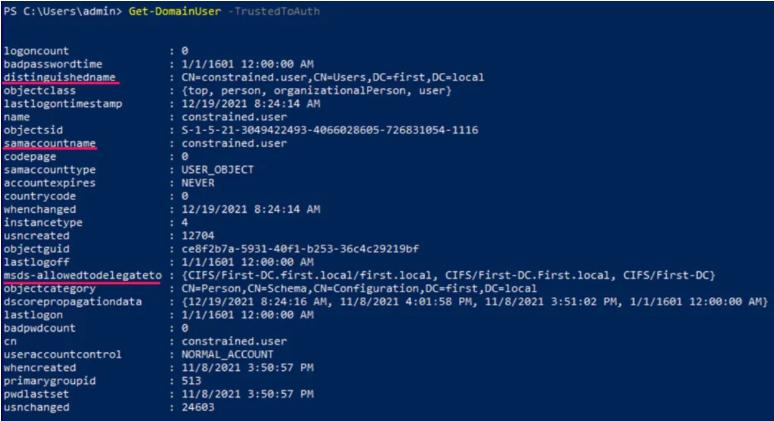 PS C:\Users\admin> Get-DomainUser -TrustedToAuth
logoncount : 0
badpasswordtime : 1/1/1601 12:00:00 AM
distinguishedname : CN=constrained.user,CN=Users,DC=first,DC=local
objectclass : {top, person, organizationalPerson, user}
lastlogontimestamp : 12/19/2021 8:24:14 AM
name : constrained.user
objectsid : S-1-5-21-3049422493-4066028605-726831054-1116
samaccountname : constrained.user
codepage : 0
samaccounttype : USER_OBJECT
accountexpires : NEVER
countrycode : 0
whenchanged : 12/19/2021 8:24:14 AM
instancetype : 4
usncreated : 12704
objectguid : ce8f2b7a-5931-40f1-b253-36c4c29219bf
lastlogoff : 1/1/1601 12:00:00 AM
msds-allowedtodelegateto : {CIFS/First-DC.first.local/first.local, CIFS/First-DC.First.local, CIFS/First-DC}
objectcategory : CN=Person,CN=Schema,CN=Configuration,DC=first,DC=local
dscorepropagationdata : {12/19/2021 8:24:16 AM, 11/8/2021 4:01:58 PM, 11/8/2021 3:51:02 PM, 1/1/1601 12:00:00 AM}
lastlogon : 1/1/1601 12:00:00 AM
badpwdcount : 0
cn : constrained.user
useraccountcontrol : NORMAL_ACCOUNT
whencreated : 11/8/2021 3:50:57 PM
primarygroupid : 513
pwdlastset : 11/8/2021 3:50:57 PM
usnchanged : 24603